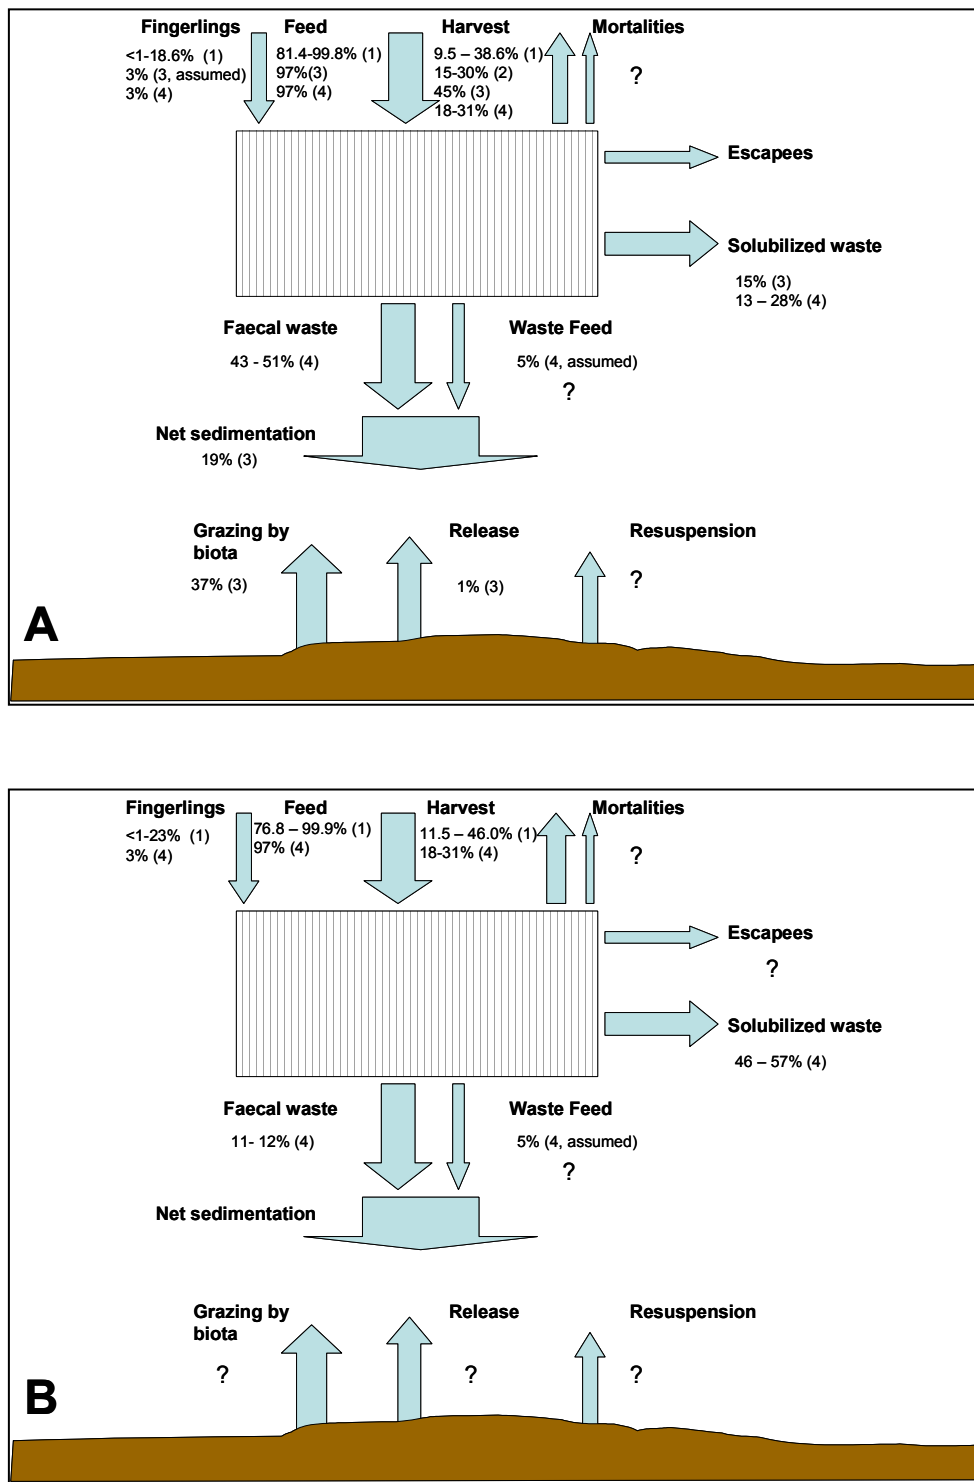 Fingerlings
<1-18.6% (1)
3% (3, assumed)
3% (4)
Feed
81.4-99.8% (1)
97%(3)
97% (4)
Harvest
9.5 – 38.6% (1)
15-30% (2)
45% (3)
18-31% (4)
Mortalities
?
Escapees
Solubilized waste
15% (3)
13 – 28% (4)
Faecal waste
43 - 51% (4)
Waste Feed
5% (4, assumed)
?
Net sedimentation
19% (3)
Grazing by
biota
37% (3)
Release
1% (3)
Resuspension
?
A
Fingerlings
<1-23% (1)
3% (4)
Feed
76.8 – 99.9% (1)
97% (4)
Harvest
11.5 – 46.0% (1)
18-31% (4)
Mortalities
?
Escapees
?
Solubilized waste
46 – 57% (4)
Faecal waste
11- 12% (4)
Waste Feed
5% (4, assumed)
?
Net sedimentation
Grazing by
biota
?
Release
?
Resuspension
?
B